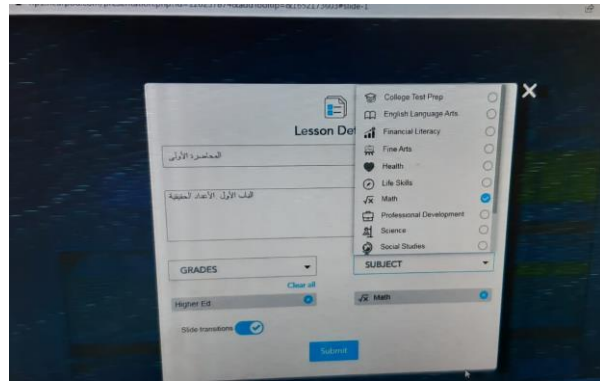 College Test Prep
English Language Arts
Financial Literacy
Fine Arts
Health
Life Skills
Math
Professional Development
Science
Social Studies
Lesson Det
المحاضرة الأولى
الباب الأول الأعداد الحقيقية
GRADES
SUBJECT
Clear all
Higher Ed
Math
Slide transitions
Submit